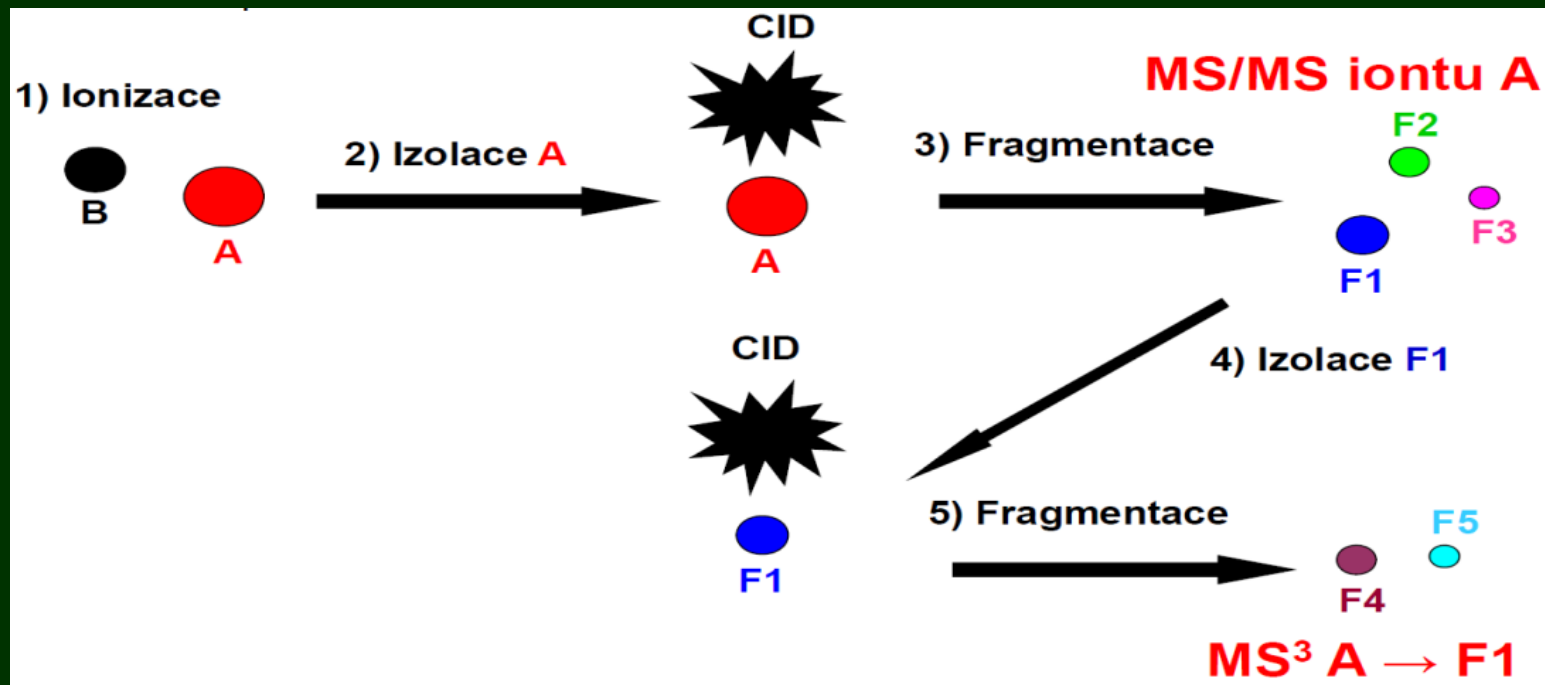 CID
MS/MS iontu A
1) Ionizace
F2
2) Izolace A
3) Fragmentace
B
F3
A
A
F1
CID
4) Izolace F1
5) Fragmentace
F5
F1
F4
MS³ A → F1